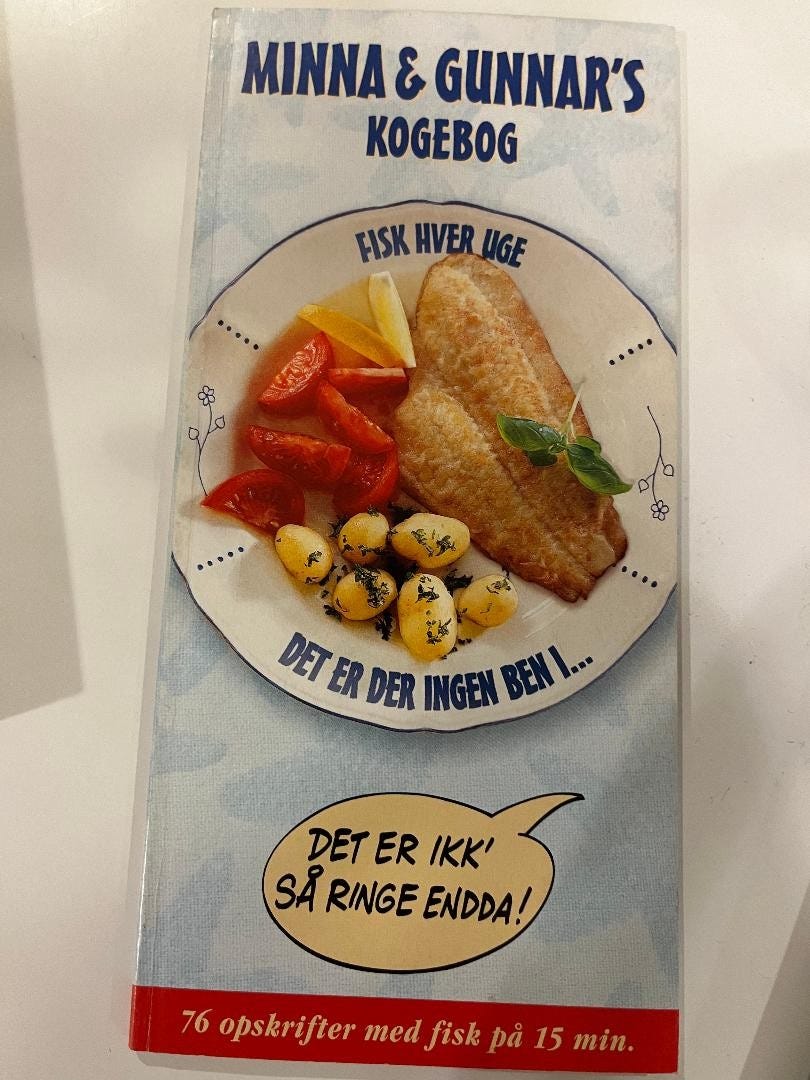 MINNA & GUNNAR'S
KOGEBOG
FISK HVER UGE
DET ER DER INGEN BEN I...
DET ER IKK'
SÅ RINGE ENDDA!
76 opskrifter med fisk på 15 min.